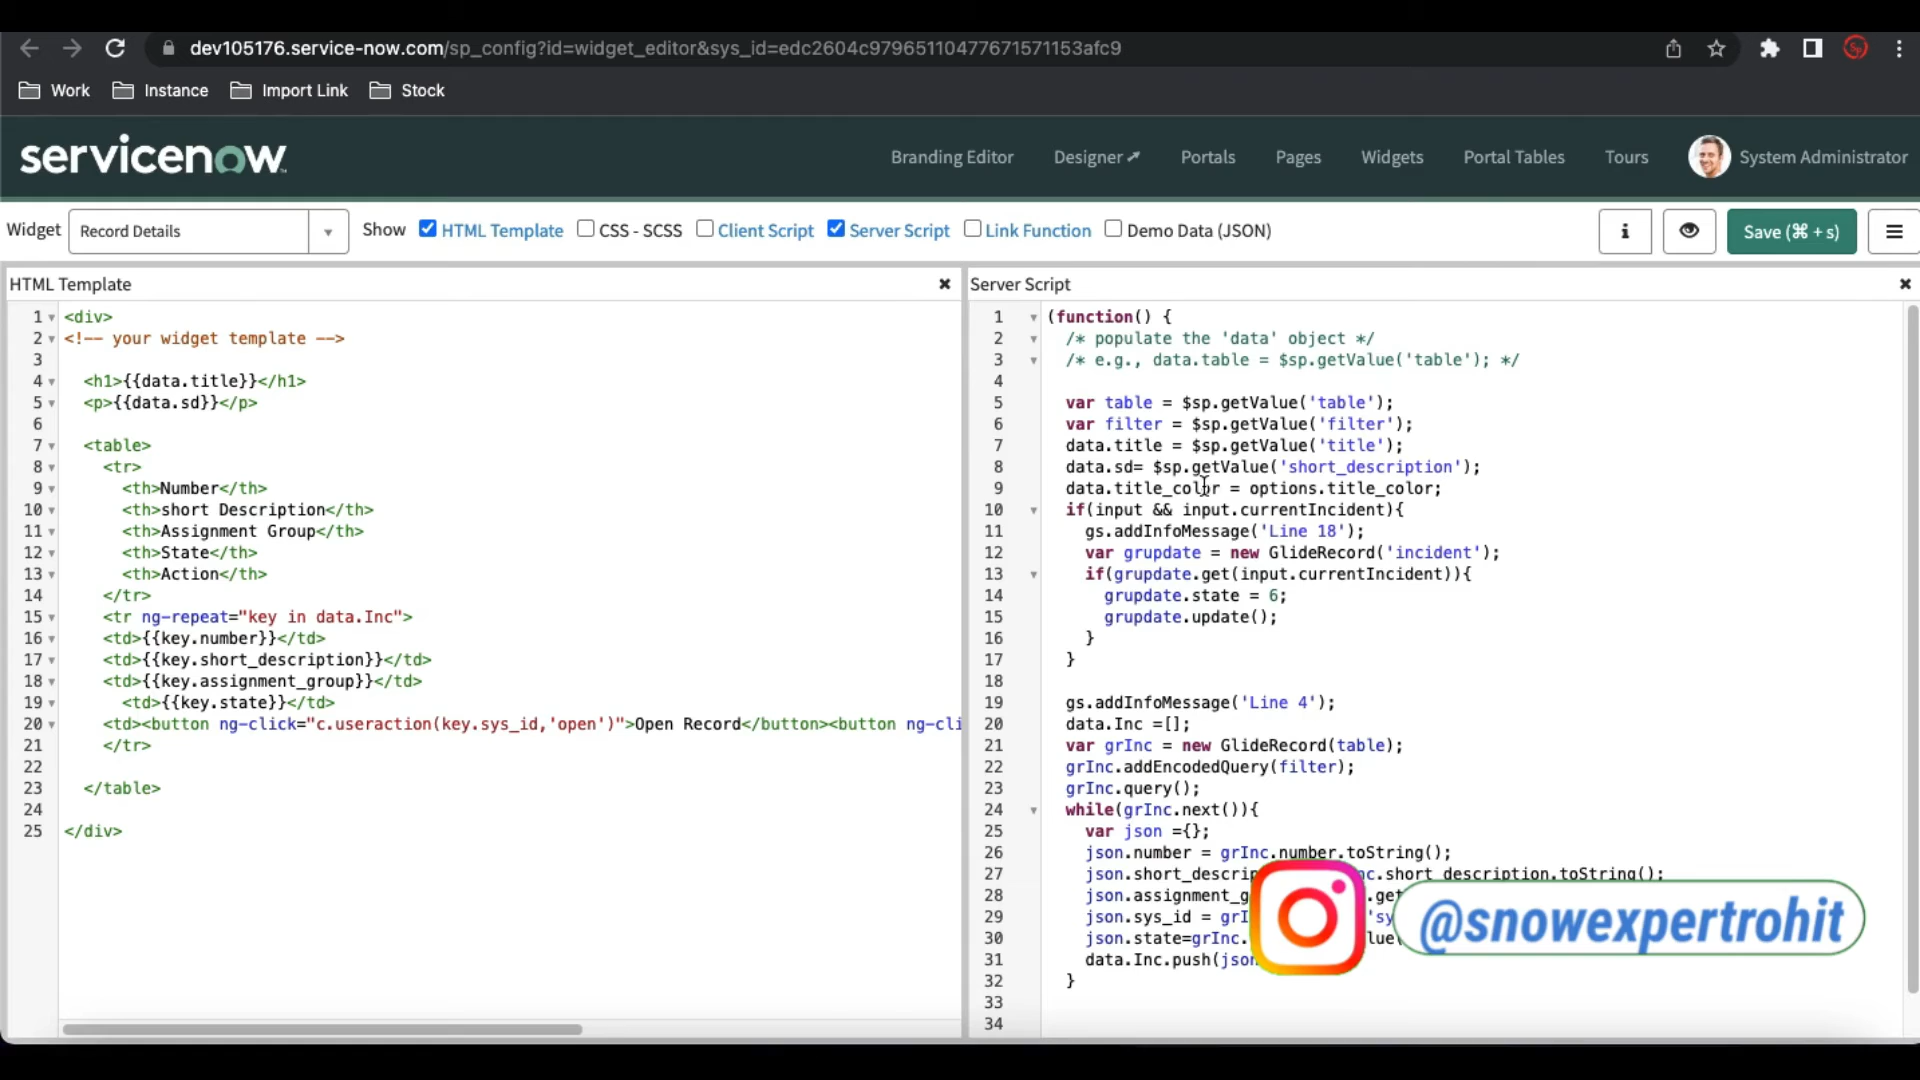 dev105176.service-now.com/sp_config?id=widget_editor&sys_id=edc2604c97965110477671571153afc9
Work Instance Import Link Stock
servicenow Branding Editor Designer Portals Pages Widgets Portal Tables Tours System Administrator
Widget Record Details Show HTML Template CSS - SCSS Client Script Server Script Link Function Demo Data (JSON) Save (⌘ + s)
HTML Template
1 <div>
2 <!-- your widget template -->
3
4 <h1>{{data.title}}</h1>
5 <p>{{data.sd}}</p>
6
7 <table>
8 <tr>
9 <th>Number</th>
10 <th>short Description</th>
11 <th>Assignment Group</th>
12 <th>State</th>
13 <th>Action</th>
14 </tr>
15 <tr ng-repeat="key in data.Inc">
16 <td>{{key.number}}</td>
17 <td>{{key.short_description}}</td>
18 <td>{{key.assignment_group}}</td>
19 <td>{{key.state}}</td>
20 <td><button ng-click="c.useraction(key.sys_id,'open')">Open Record</button><button ng-cli
21 </tr>
22
23 </table>
24
25 </div>
Server Script
1 (function() {
2 /* populate the 'data' object */
3 /* e.g., data.table = $sp.getValue('table'); */
4
5 var table = $sp.getValue('table');
6 var filter = $sp.getValue('filter');
7 data.title = $sp.getValue('title');
8 data.sd= $sp.getValue('short_description');
9 data.title_color = options.title_color;
10 if(input && input.currentIncident){
11 gs.addInfoMessage('Line 18');
12 var grupdate = new GlideRecord('incident');
13 if(grupdate.get(input.currentIncident)){
14 grupdate.state = 6;
15 grupdate.update();
16 }
17 }
18
19 gs.addInfoMessage('Line 4');
20 data.Inc =[];
21 var grInc = new GlideRecord(table);
22 grInc.addEncodedQuery(filter);
23 grInc.query();
24 while(grInc.next()){
25 var json ={};
26 json.number = grInc.number.toString();
27 json.short_descrip nc.short_description.toString();
28 json.assignment_g .get
29 json.sys_id = grI 'sy
30 json.state=grInc. lue(
31 data.Inc.push(json
32 }
33
34
@snowexpertrohit